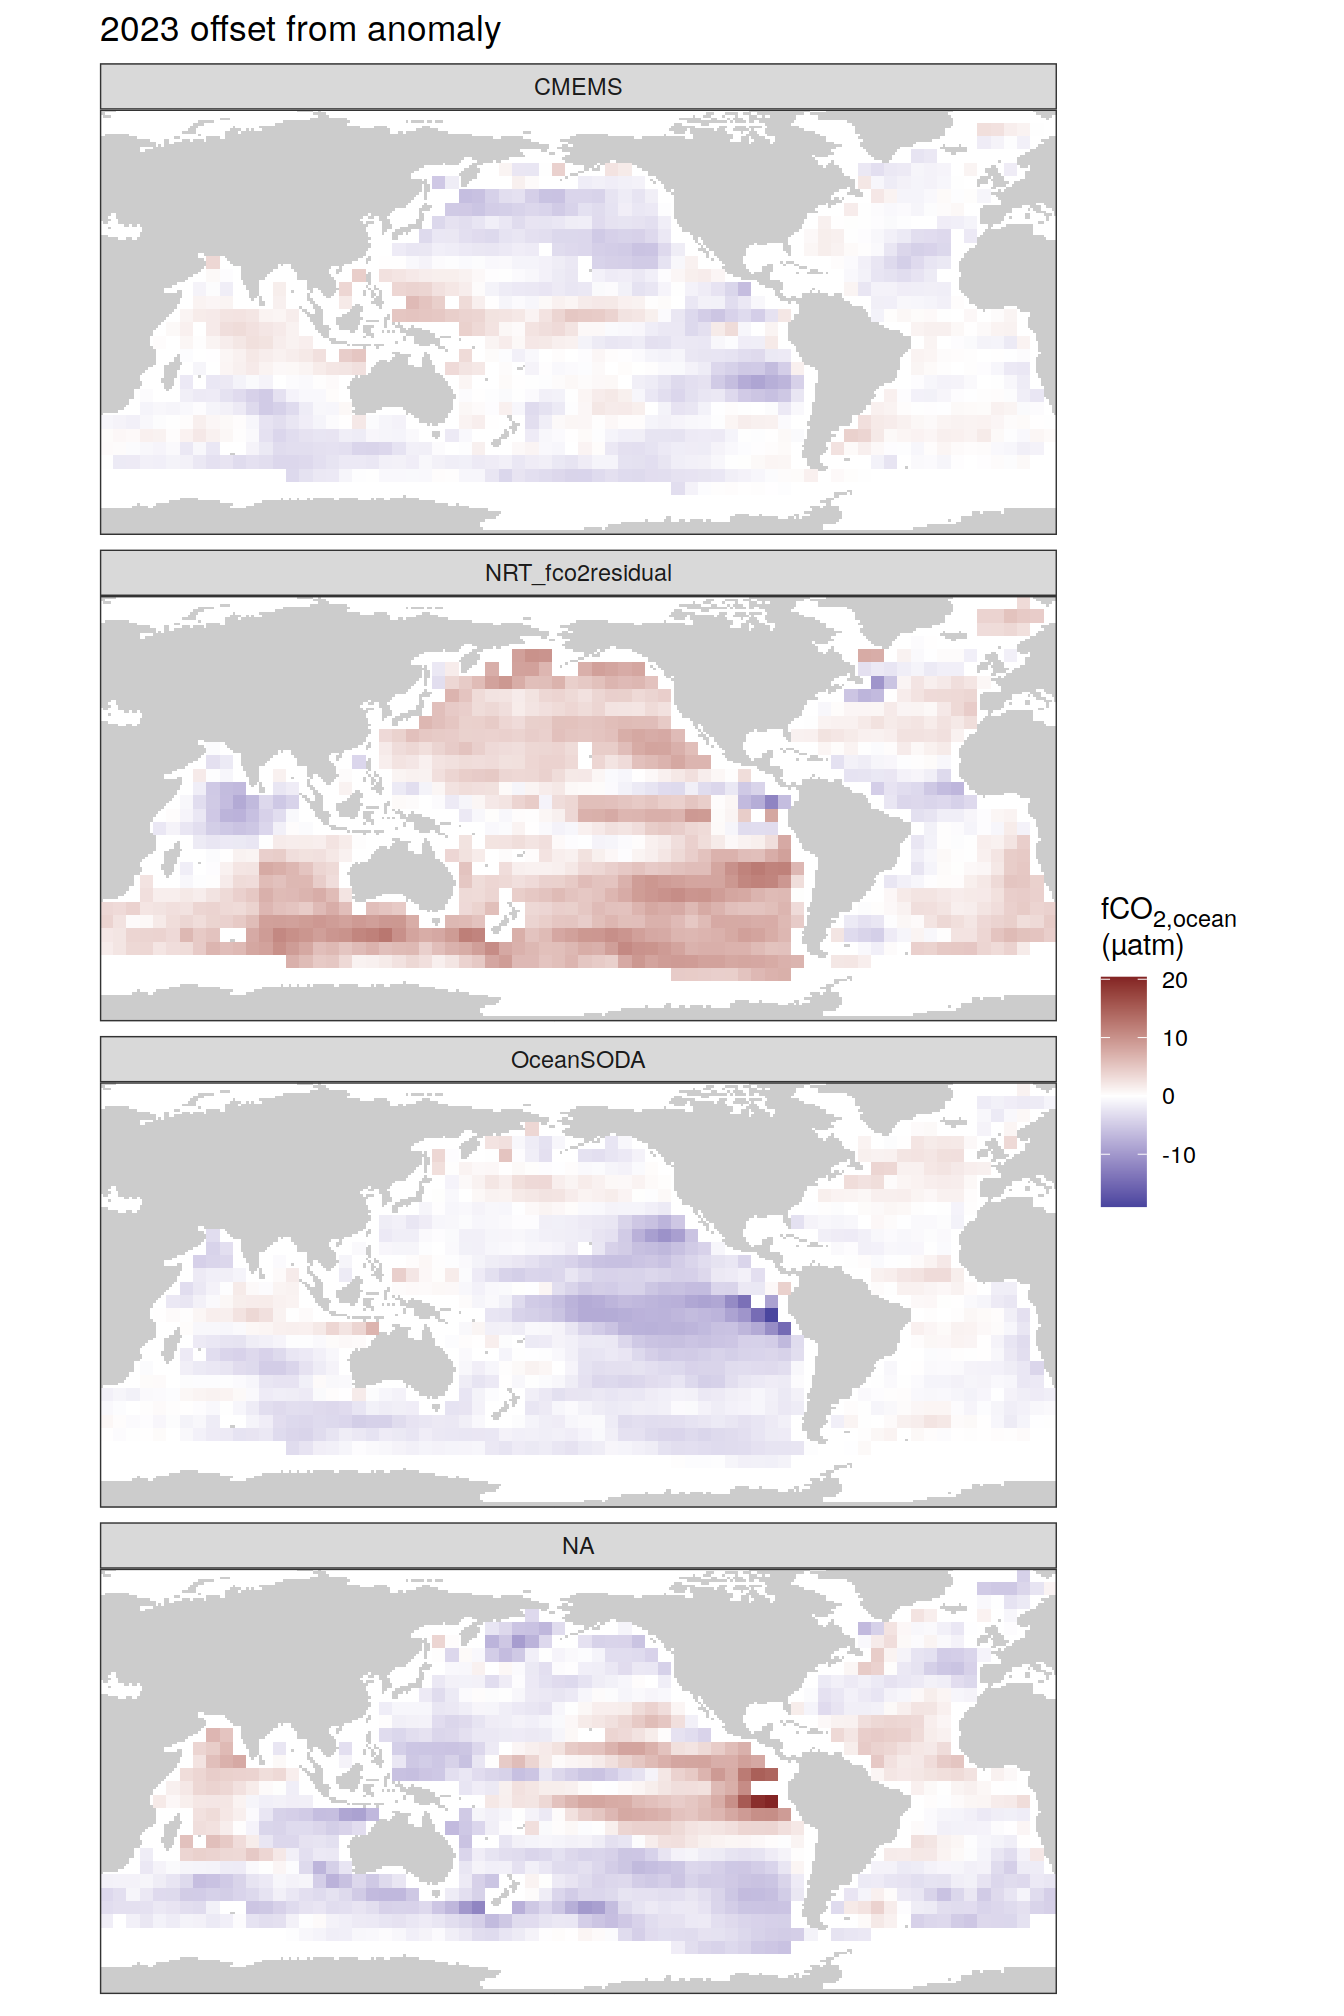 2023 offset from anomaly
CMEMS
NRT_fco2residual
fCO2,ocean
(µatm)
20
10
0
-10
OceanSODA
NA